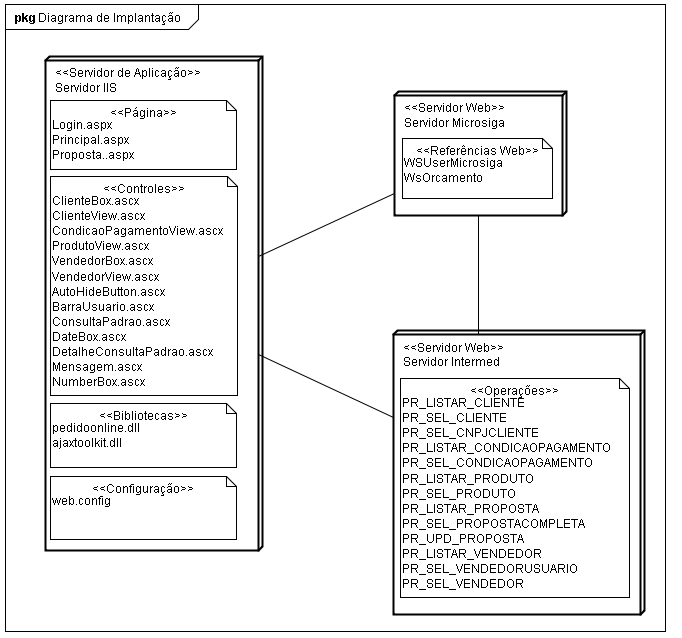 pkg Diagrama de Implantação
<<Servidor de Aplicação>>
Servidor IIS
<<Página>>
Login.aspx
Principal.aspx
Proposta..aspx
<<Controles>>
ClienteBox.ascx
ClienteView.ascx
CondicaoPagamentoView.ascx
ProdutoView.ascx
VendedorBox.ascx
VendedorView.ascx
AutoHideButton.ascx
BarraUsuario.ascx
ConsultaPadrao.ascx
DateBox.ascx
DetalheConsultaPadrao.ascx
Mensagem.ascx
NumberBox.ascx
<<Bibliotecas>>
pedidoonline.dll
ajaxtoolkit.dll
<<Configuração>>
web.config
<<Servidor Web>>
Servidor Microsiga
<<Referências Web>>
WSUserMicrosiga
WsOrcamento
<<Servidor Web>>
Servidor Intermed
<<Operações>>
PR_LISTAR_CLIENTE
PR_SEL_CLIENTE
PR_SEL_CNPJCLIENTE
PR_LISTAR_CONDICAOPAGAMENTO
PR_SEL_CONDICAOPAGAMENTO
PR_LISTAR_PRODUTO
PR_SEL_PRODUTO
PR_LISTAR_PROPOSTA
PR_SEL_PROPOSTACOMPLETA
PR_UPD_PROPOSTA
PR_LISTAR_VENDEDOR
PR_SEL_VENDEDORUSUARIO
PR_SEL_VENDEDOR